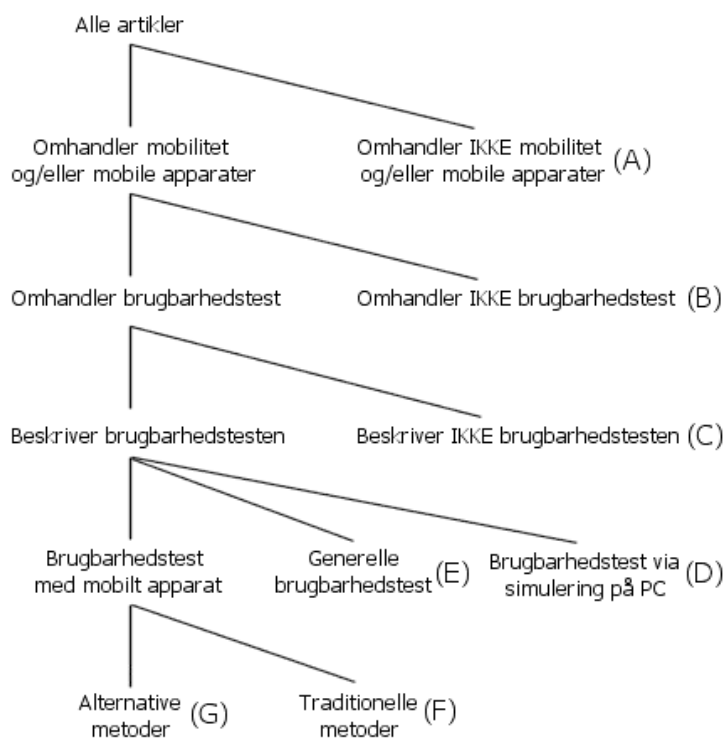 Alle artikler
Omhandler mobilitet
og/eller mobile apparater
Omhandler IKKE mobilitet
og/eller mobile apparater (A)
Omhandler brugbarhedstest
Omhandler IKKE brugbarhedstest (B)
Beskriver brugbarhedstesten
Beskriver IKKE brugbarhedstesten (C)
Brugbarhedstest
med mobilt apparat
Generelle
brugbarhedstest (E)
Brugbarhedstest via
simulering på PC (D)
Alternative
metoder (G)
Traditionelle
metoder (F)